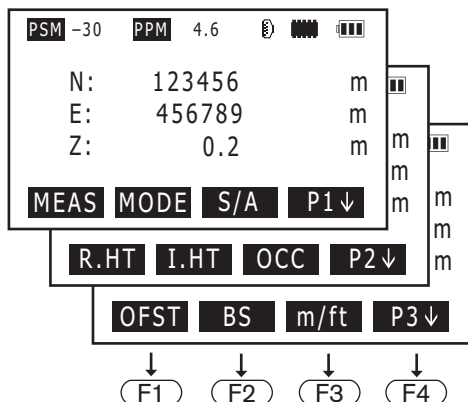 PSM -30 PPM 4.6
N: 123456 m
E: 456789 m
Z: 0.2 m
MEAS MODE S/A P1↓
m
m
m
R.HT I.HT OCC P2↓
m
m
m
OFST BS m/ft P3↓
F1 F2 F3 F4